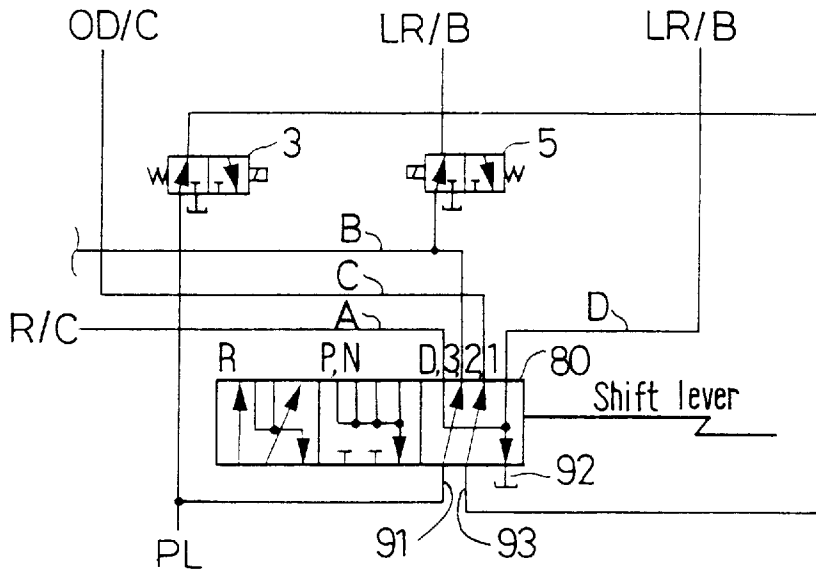 OD/C LR/B LR/B
3 5
B
C
R/C A D
R P,N D,3,2,1 80
Shift lever
92
91 93
PL